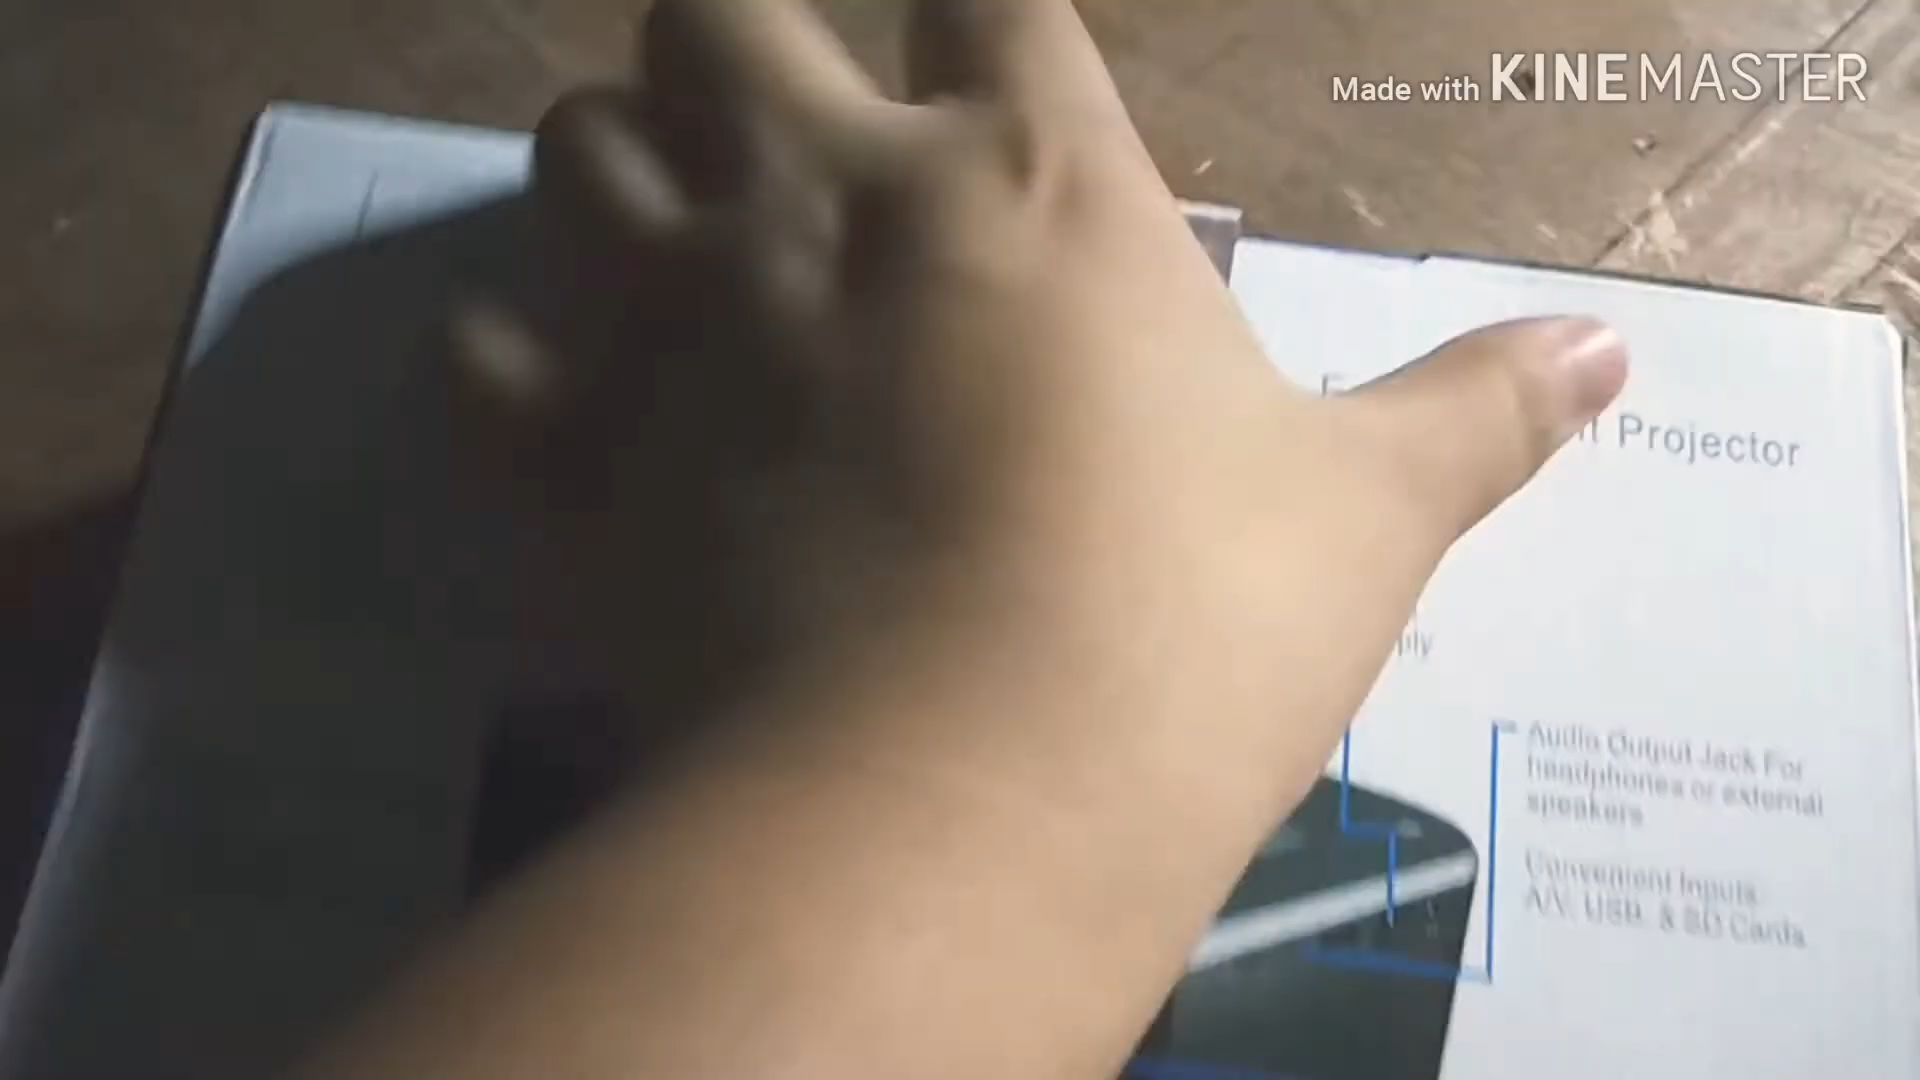 Made with KINEMASTER
Projector
Audio Output Jack For
headphones or external
speakers
Convenient Inputs
A/V, USB, & SD Cards